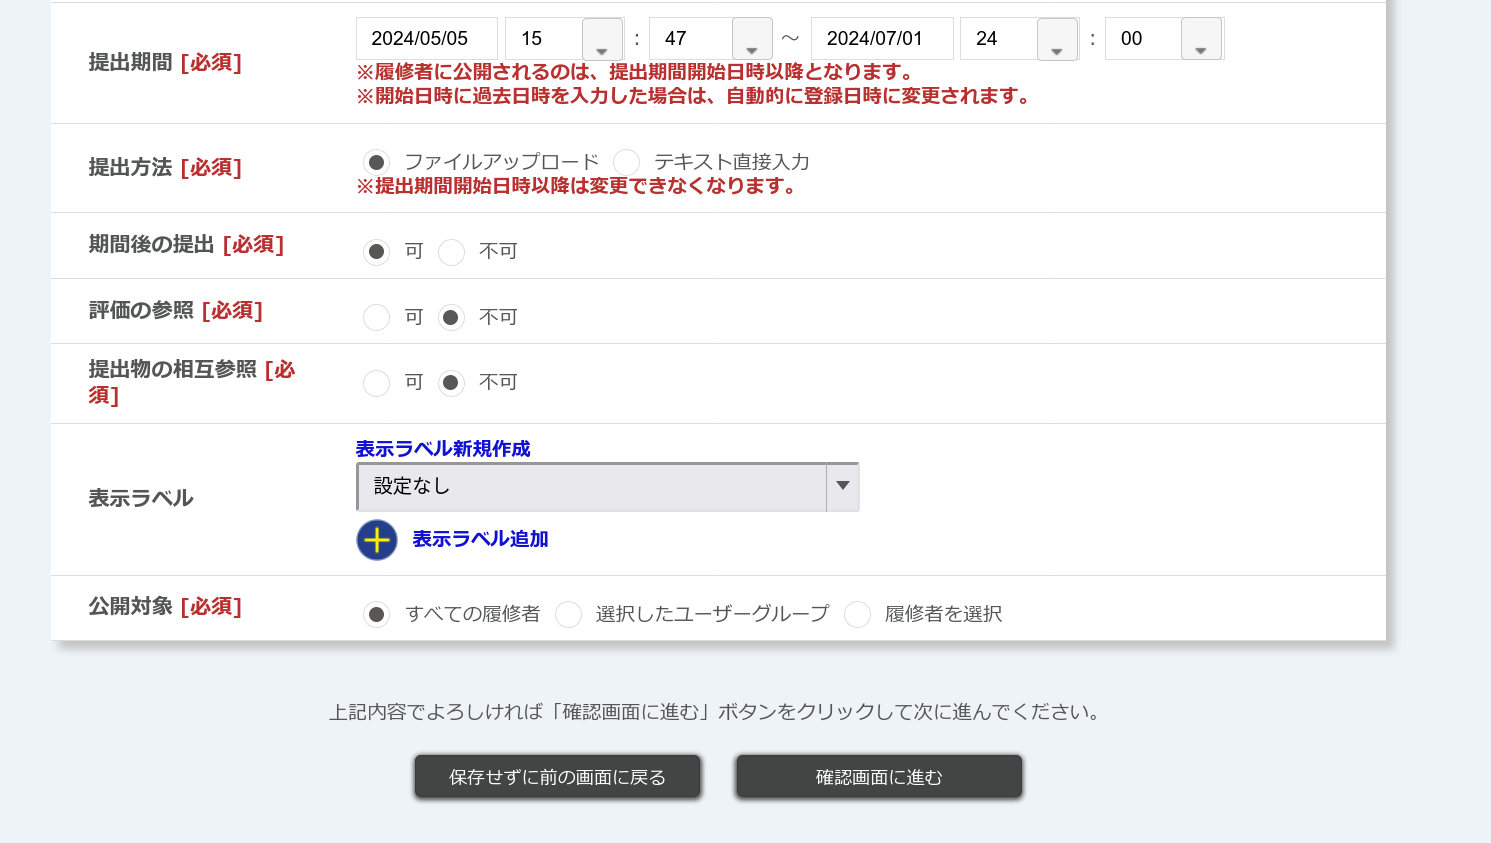 提出期間 [必須]
2024/05/05 15 : 47 ～ 2024/07/01 24 : 00
※履修者に公開されるのは、提出期間開始日時以降となります。
※開始日時に過去日時を入力した場合は、自動的に登録日時に変更されます。
提出方法 [必須]
ファイルアップロード テキスト直接入力
※提出期間開始日時以降は変更できなくなります。
期間後の提出 [必須]
可 不可
評価の参照 [必須]
可 不可
提出物の相互参照 [必
須]
可 不可
表示ラベル
表示ラベル新規作成
設定なし
表示ラベル追加
公開対象 [必須]
すべての履修者 選択したユーザーグループ 履修者を選択
上記内容でよろしければ「確認画面に進む」ボタンをクリックして次に進んでください。
保存せずに前の画面に戻る 確認画面に進む